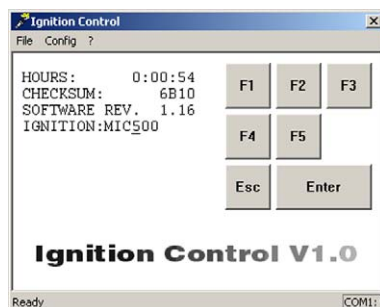 Ignition Control
File Config ?
HOURS: 0:00:54
CHECKSUM: 6B10
SOFTWARE REV. 1.16
IGNITION:MIC500
F1 F2 F3
F4 F5
Esc Enter
Ignition Control V1.0
Ready COM1: